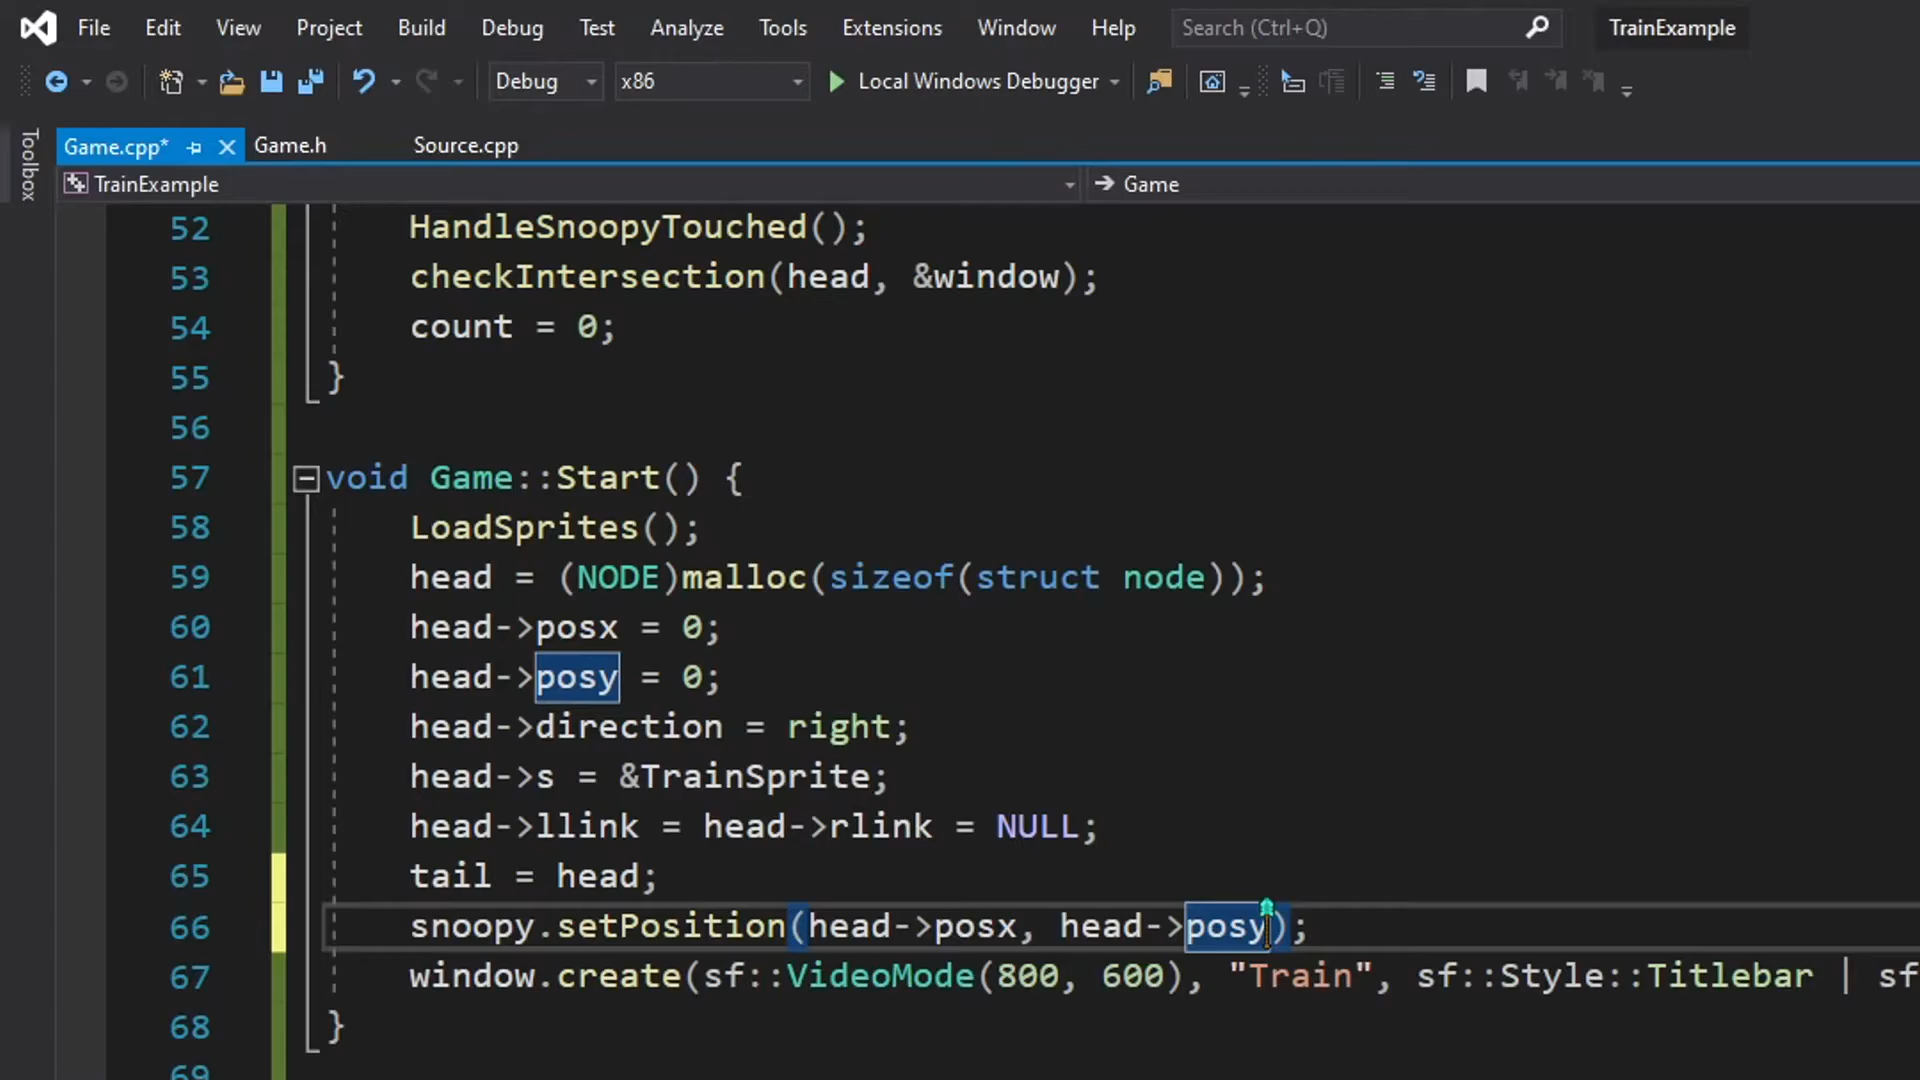 File Edit View Project Build Debug Test Tools Extensions Window Help Search (Ctrl+Q) TrainExample
Debug x86 Local Windows Debugger
Toolbox
Game.cpp* Game.h Source.cpp
TrainExample Game
52 HandleSnoopyTouched();
53 checkIntersection(head, &window);
54 count = 0;
55 }
56
57 void Game::Start() {
58 LoadSprites();
59 head = (NODE)malloc(sizeof(struct node));
60 head->posx = 0;
61 head->posy = 0;
62 head->direction = right;
63 head->s = &TrainSprite;
64 head->llink = head->rlink = NULL;
65 tail = head;
66 snoopy.setPosition(head->posx, head->posy);
67 window.create(sf::VideoMode(800, 600), "Train", sf::Style::Titlebar | sf
68 }
69